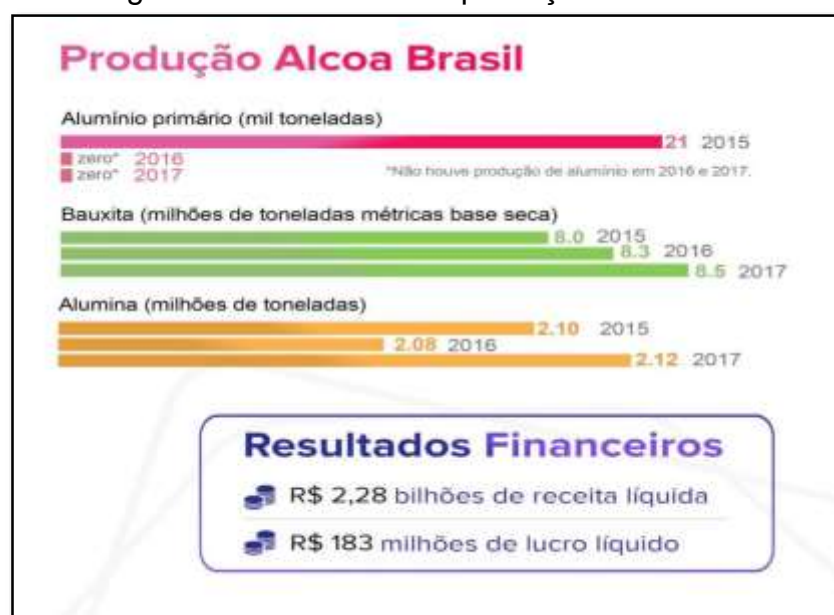 Produção Alcoa Brasil
Alumínio primário (mil toneladas)
21 2015
zero* 2016
zero* 2017
*Não houve produção de alumínio em 2016 e 2017.
Bauxita (milhões de toneladas métricas base seca)
8.0 2015
8.3 2016
8.5 2017
Alumina (milhões de toneladas)
2.10 2015
2.08 2016
2.12 2017
Resultados Financeiros
R$ 2,28 bilhões de receita líquida
R$ 183 milhões de lucro líquido